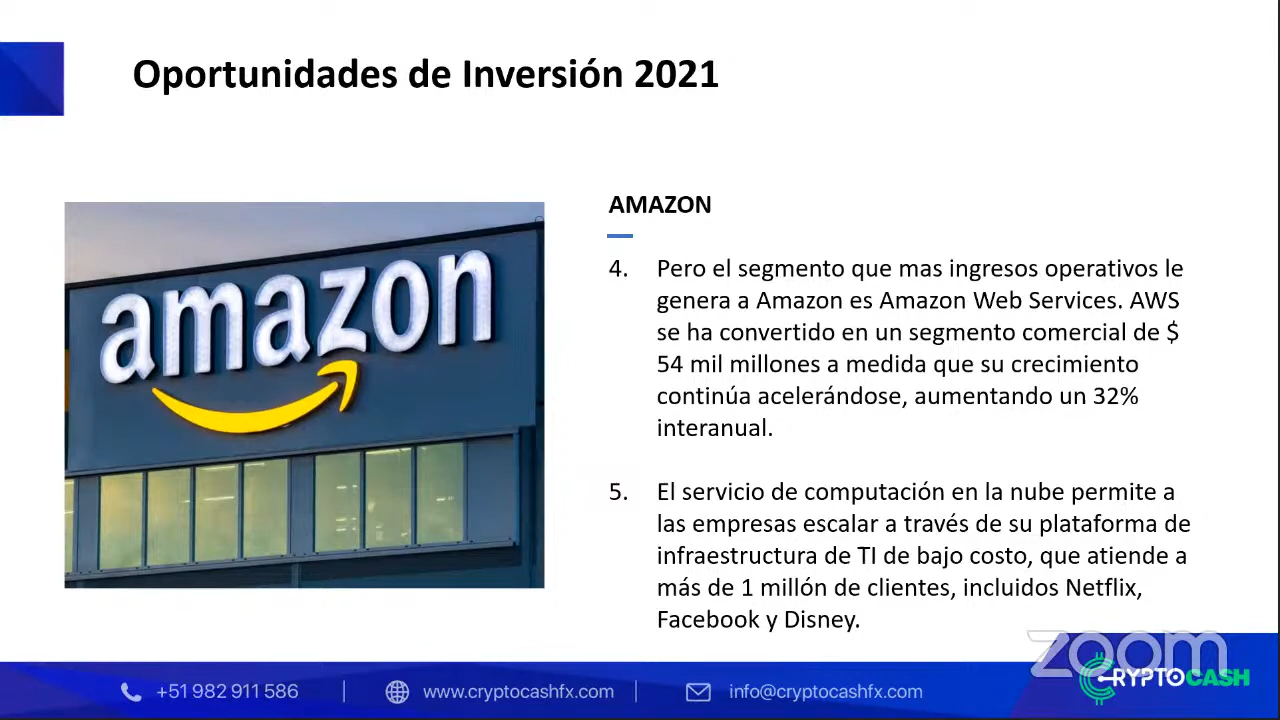 Oportunidades de Inversión 2021
amazon
AMAZON
4. Pero el segmento que mas ingresos operativos le
genera a Amazon es Amazon Web Services. AWS
se ha convertido en un segmento comercial de $
54 mil millones a medida que su crecimiento
continúa acelerándose, aumentando un 32%
interanual.
5. El servicio de computación en la nube permite a
las empresas escalar a través de su plataforma de
infraestructura de TI de bajo costo, que atiende a
más de 1 millón de clientes, incluidos Netflix,
Facebook y Disney.
zoom
+51 982 911 586 | www.cryptocashfx.com | info@cryptocashfx.com
CRYPTOCASH